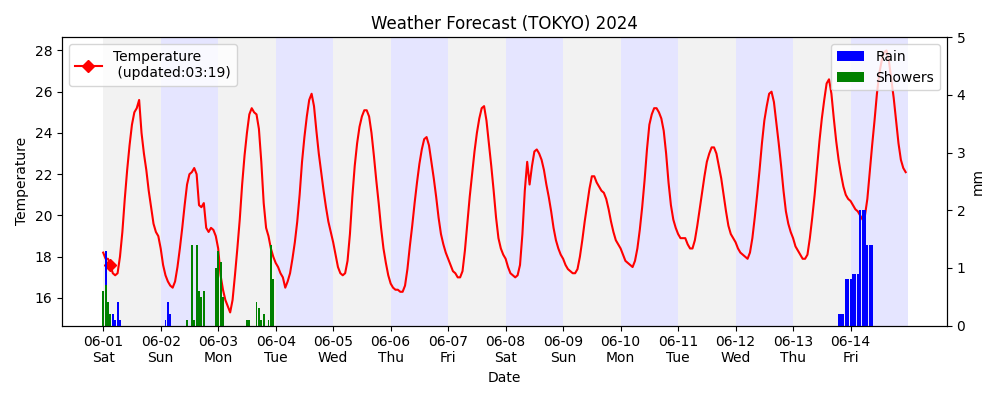 Weather Forecast (TOKYO) 2024
Temperature
(updated:03:19)
Rain
Showers
Temperature
28
26
24
22
20
18
16
5
4
3
2
1
0
mm
06-01 06-02 06-03 06-04 06-05 06-06 06-07 06-08 06-09 06-10 06-11 06-12 06-13 06-14
Sat Sun Mon Tue Wed Thu Fri Sat Sun Mon Tue Wed Thu Fri
Date